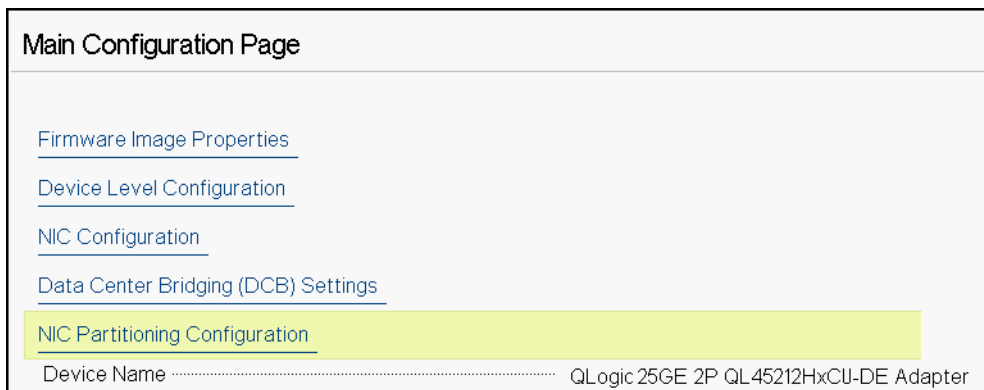 Main Configuration Page
Firmware Image Properties
Device Level Configuration
NIC Configuration
Data Center Bridging (DCB) Settings
NIC Partitioning Configuration
Device Name QLogic 25GE 2P QL45212HxCU-DE Adapter